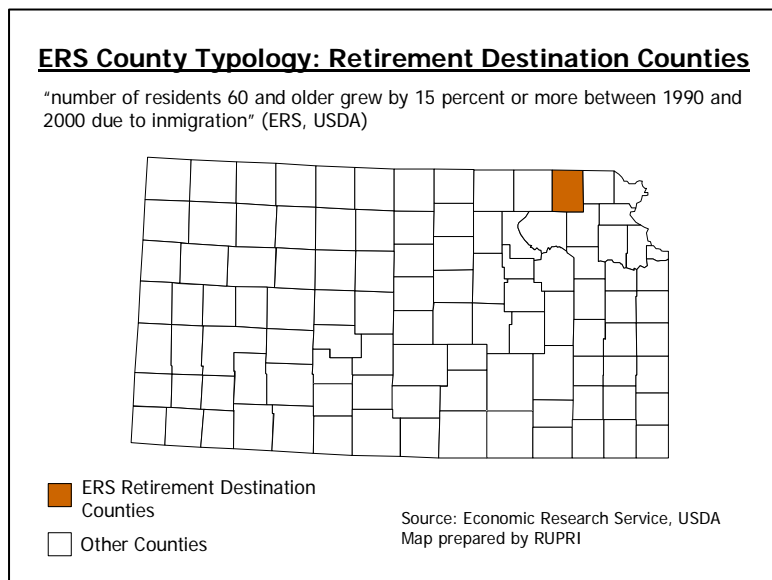 ERS County Typology: Retirement Destination Counties
"number of residents 60 and older grew by 15 percent or more between 1990 and
2000 due to inmigration" (ERS, USDA)
ERS Retirement Destination
Counties
Other Counties
Source: Economic Research Service, USDA
Map prepared by RUPRI